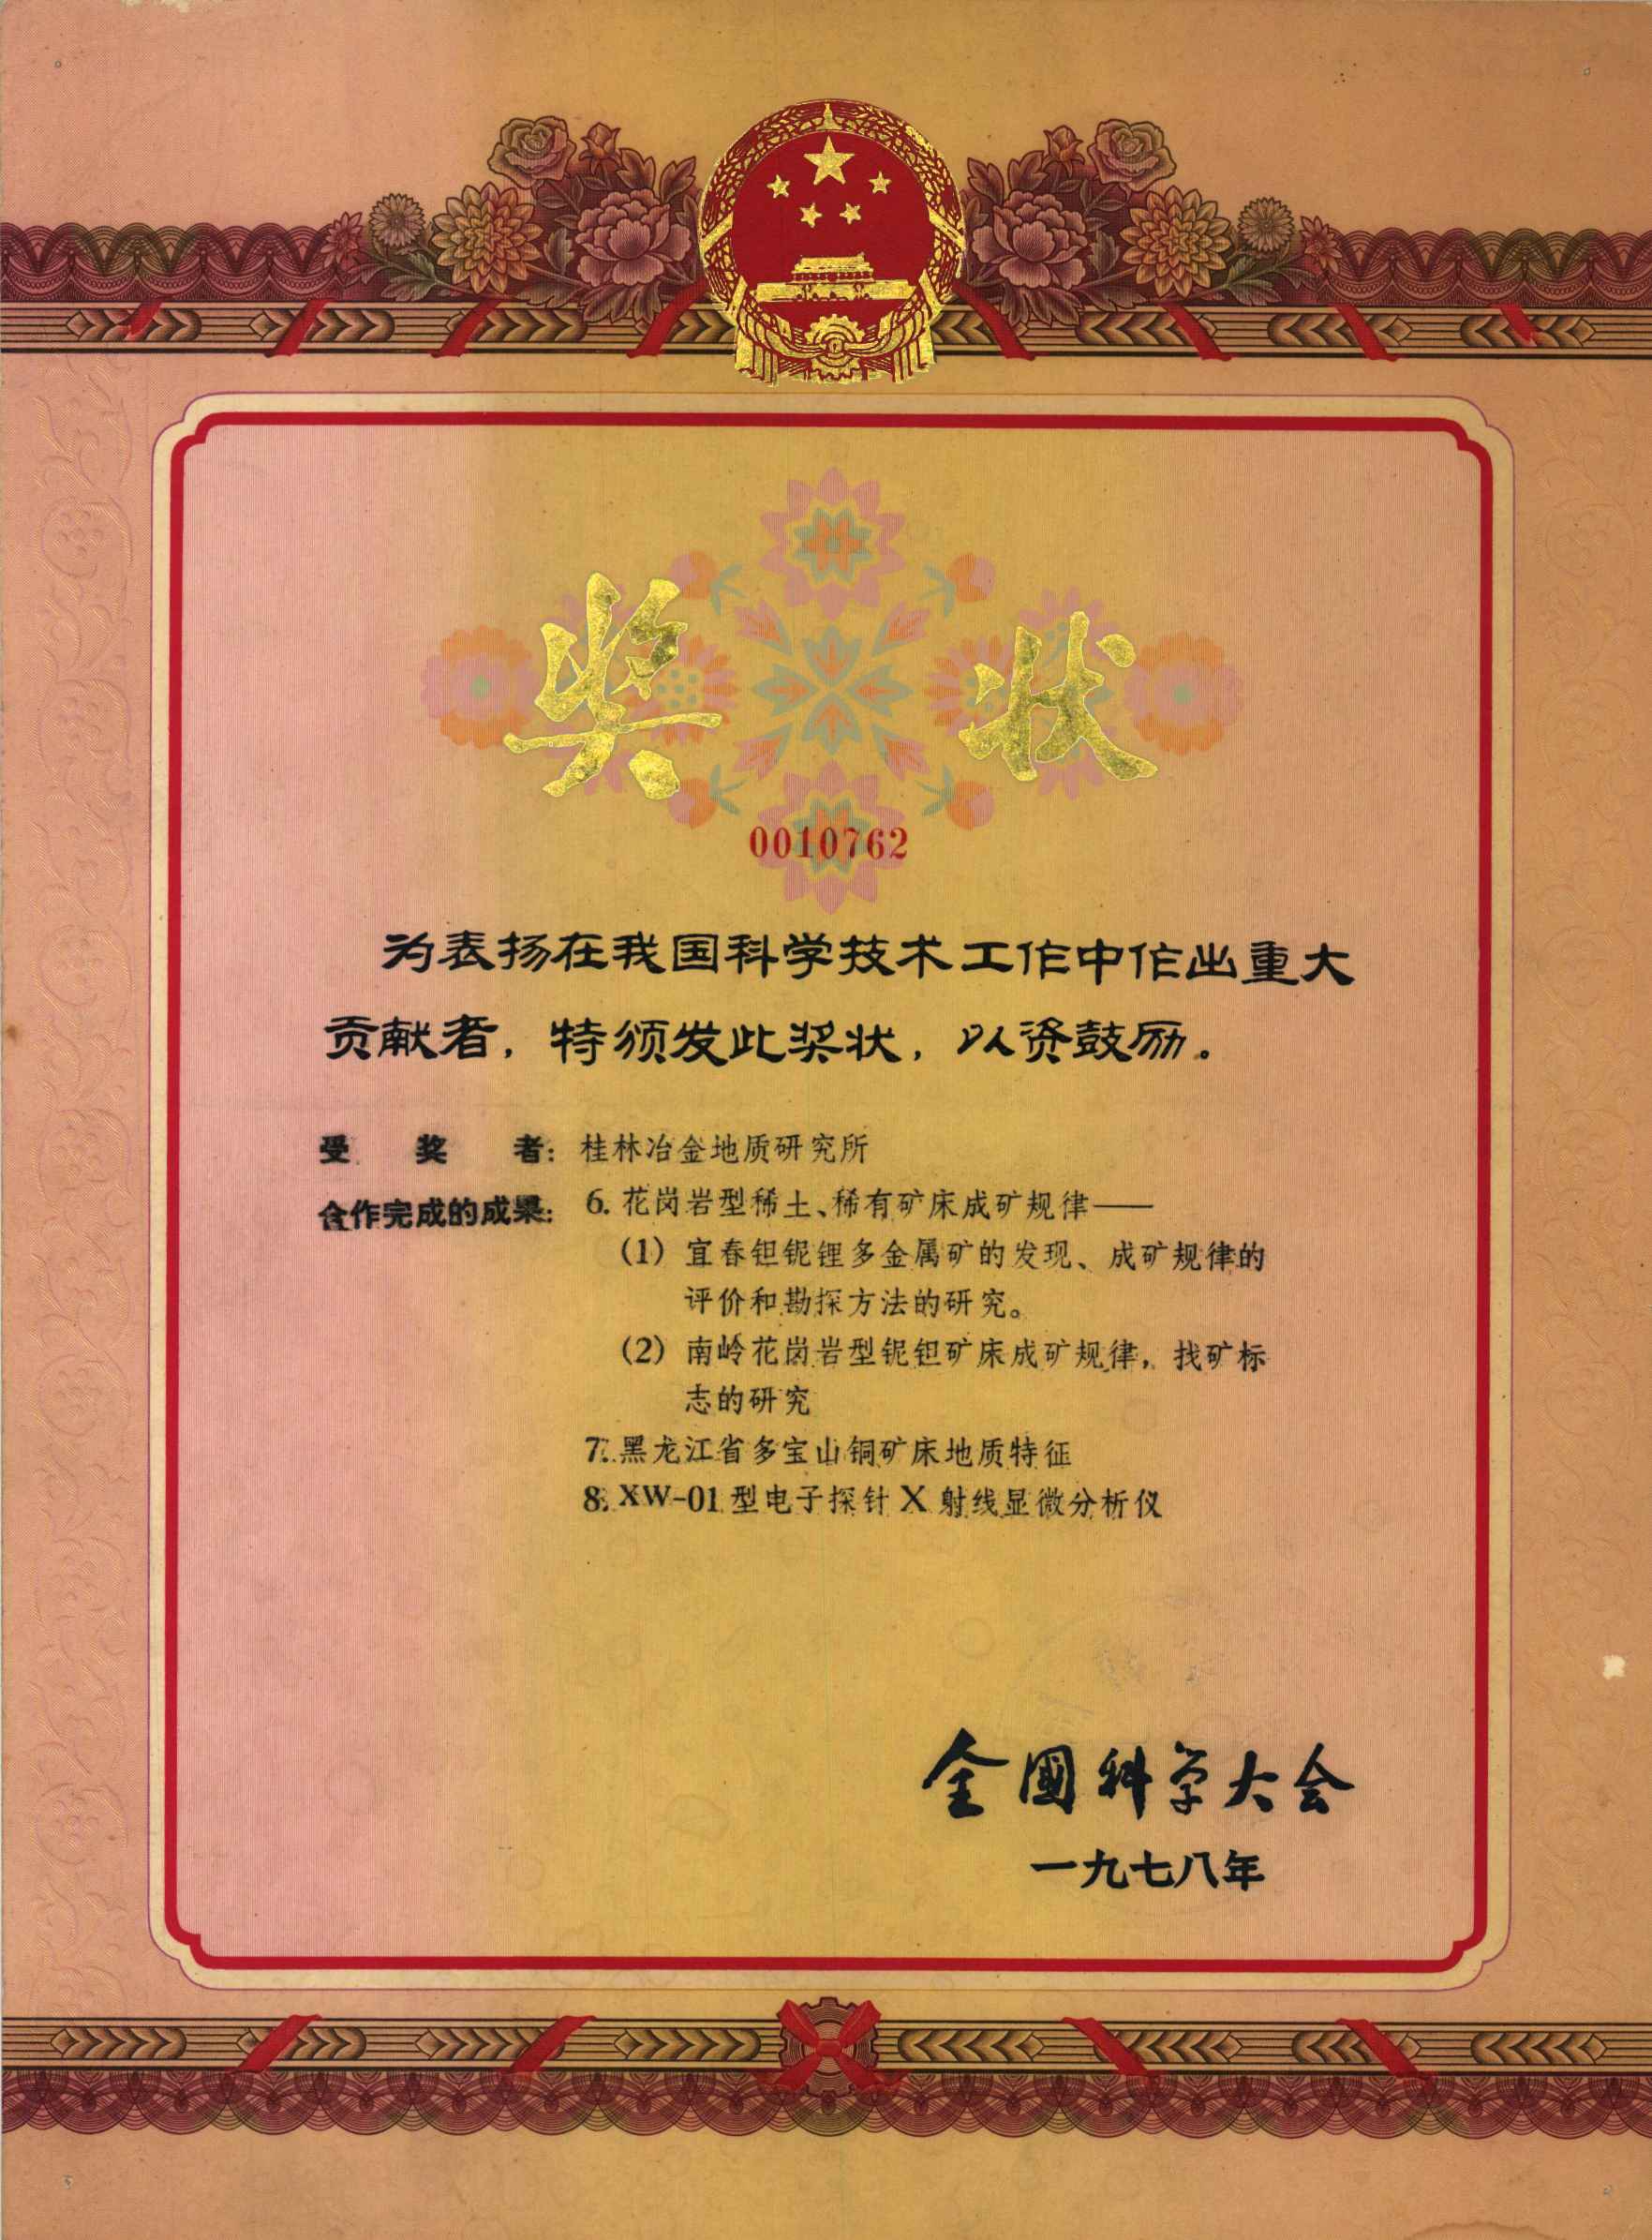 奖状
0010762
为表扬在我国科学技术工作中作出重大
贡献者，特颁发此奖状，以资鼓励。
受奖者：桂林冶金地质研究所
合作完成的成果：6. 花岗岩型稀土、稀有矿床成矿规律——
(1) 宜春钽铌锂多金属矿的发现、成矿规律的
评价和勘探方法的研究。
(2) 南岭花岗岩型铌钽矿床成矿规律，找矿标
志的研究
7. 黑龙江省多宝山铜矿床地质特征
8. XW-01型电子探针X射线显微分析仪
全國科学大会
一九七八年